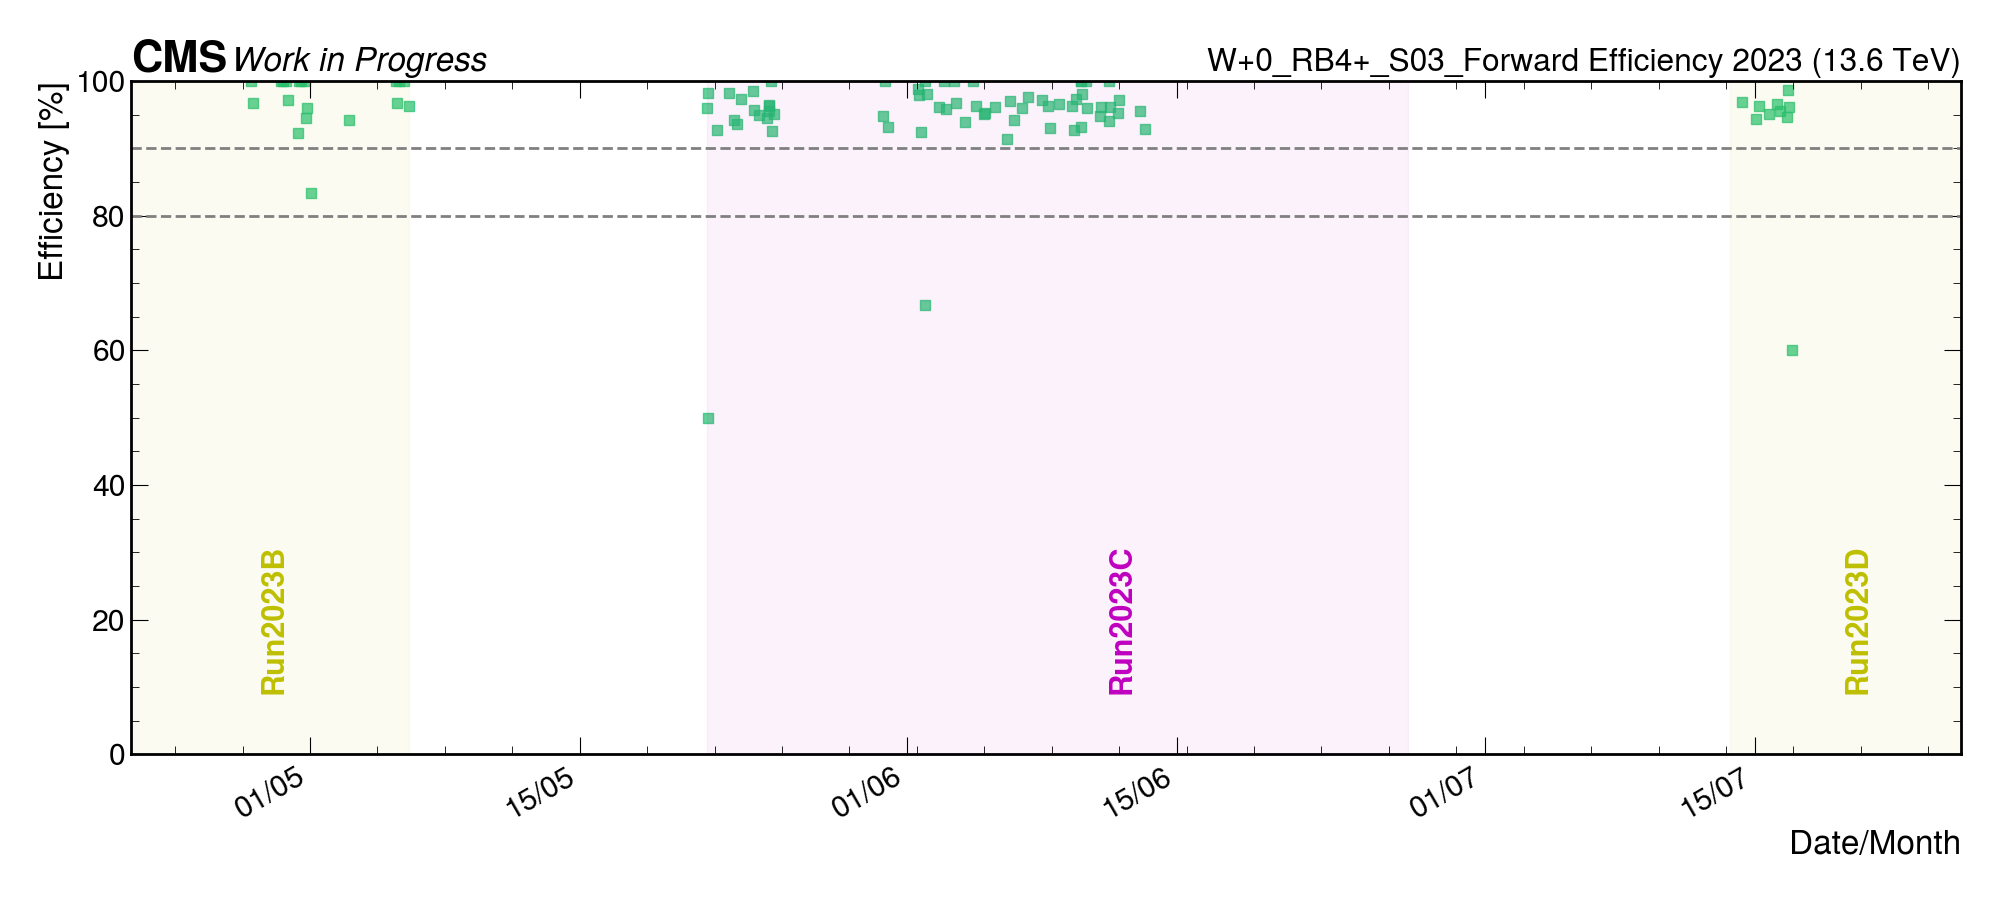 CMS Work in Progress
W+0_RB4+_S03_Forward Efficiency 2023 (13.6 TeV)
Efficiency [%]
100
80
60
40
20
0
Run2023B
Run2023C
Run2023D
01/05
15/05
01/06
15/06
01/07
15/07
Date/Month